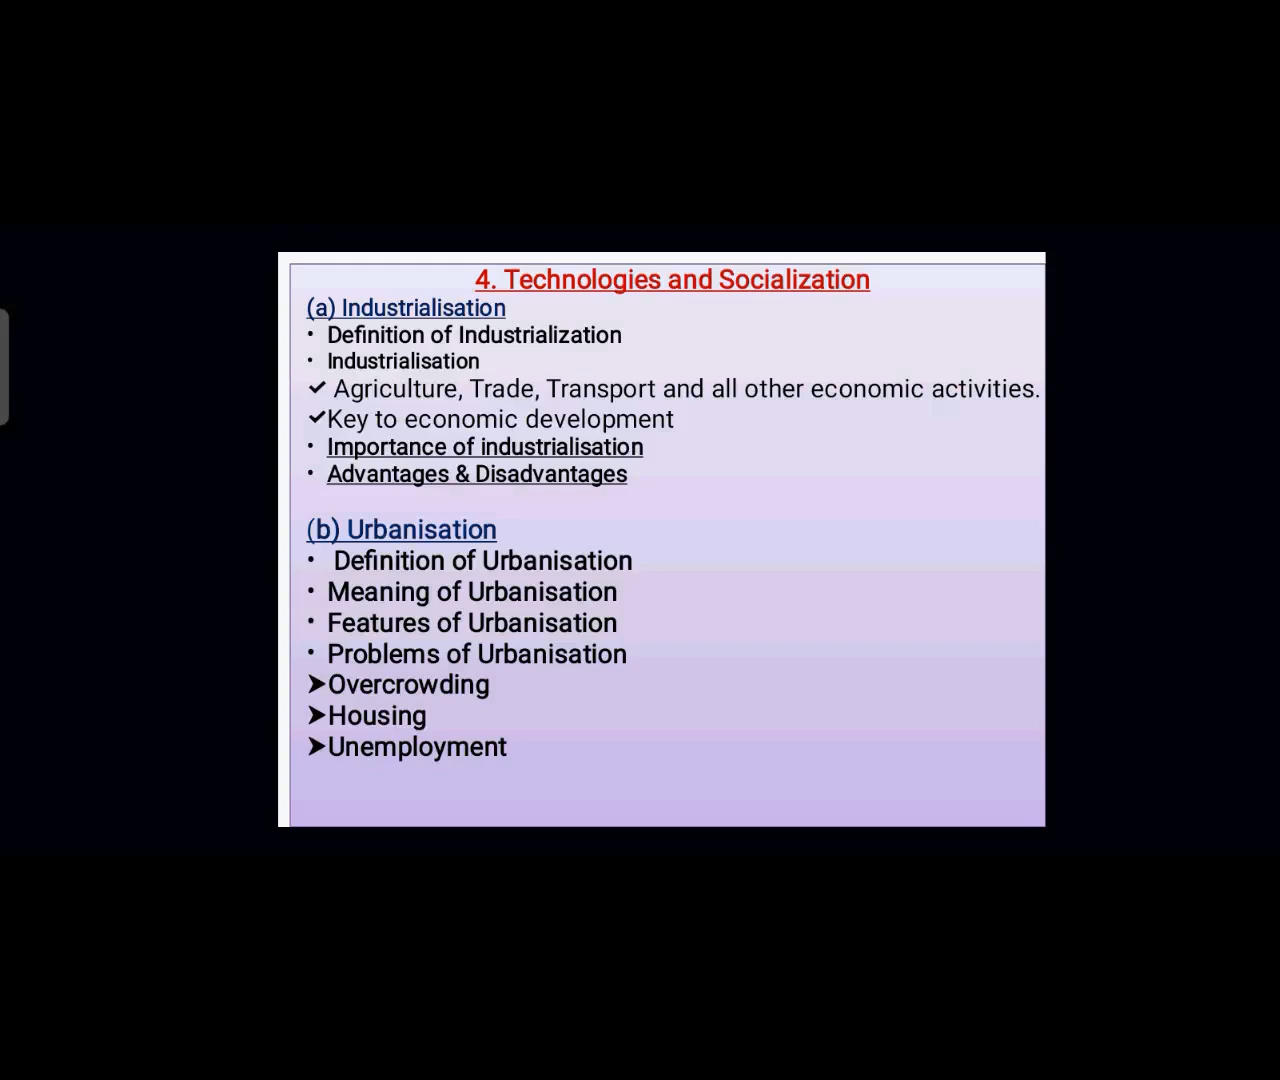 4. Technologies and Socialization
(a) Industrialisation
• Definition of Industrialization
• Industrialisation
✓ Agriculture, Trade, Transport and all other economic activities.
✓Key to economic development
• Importance of industrialisation
• Advantages & Disadvantages
(b) Urbanisation
• Definition of Urbanisation
• Meaning of Urbanisation
• Features of Urbanisation
• Problems of Urbanisation
➤Overcrowding
➤Housing
➤Unemployment